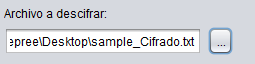 Archivo a descifrar:
epree\Desktop\sample_Cifrado.txt ...